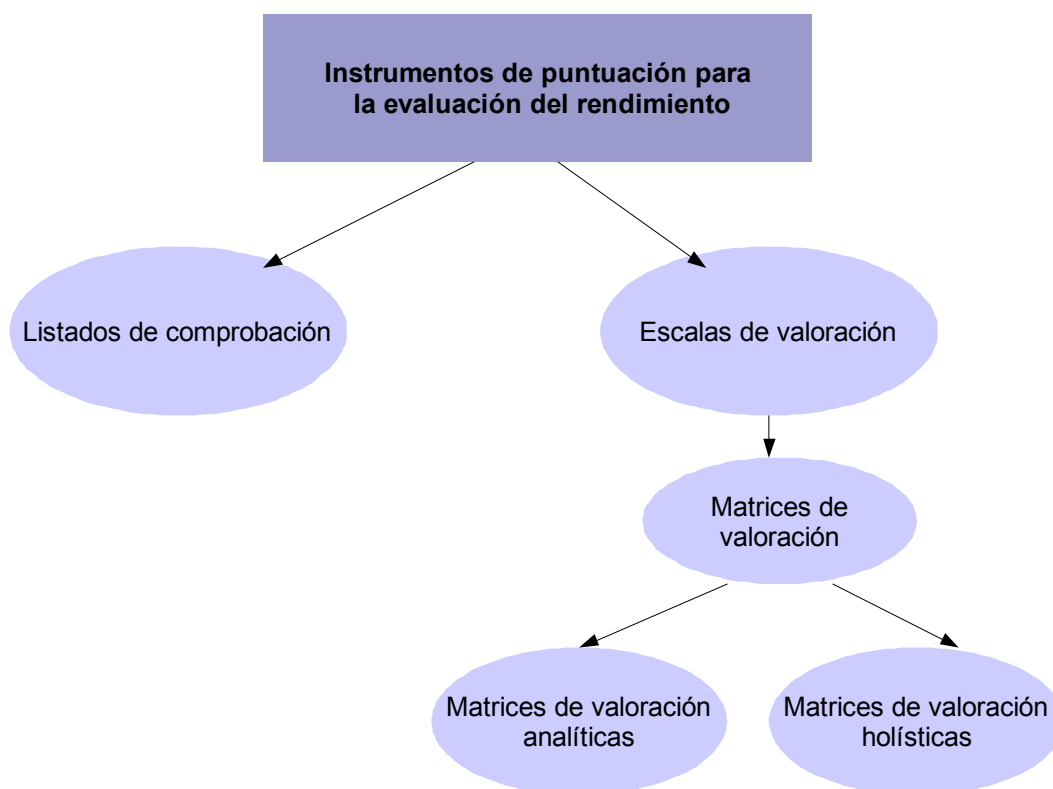 Instrumentos de puntuación para
la evaluación del rendimiento
Listados de comprobación
Escalas de valoración
Matrices de
valoración
Matrices de valoración
analíticas
Matrices de valoración
holísticas